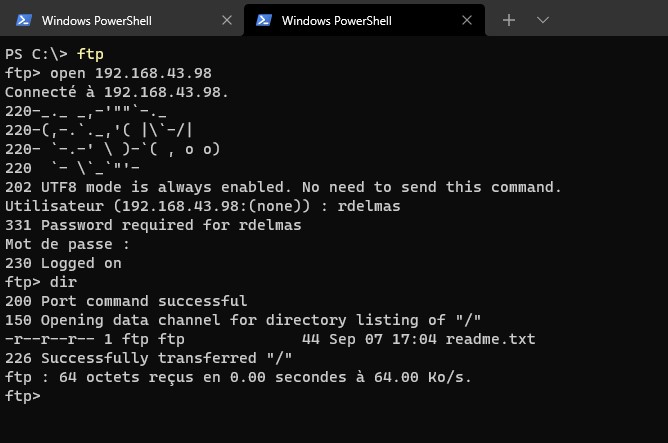 Windows PowerShell
Windows PowerShell
PS C:\> ftp
ftp> open 192.168.43.98
Connecté à 192.168.43.98.
220-_._ _,-'""`-._
220-(,-.`._,'( |\`-/|
220- `-.-' \ )-`( , o o)
220  `- \`_`"'-
202 UTF8 mode is always enabled. No need to send this command.
Utilisateur (192.168.43.98:(none)) : rdelmas
331 Password required for rdelmas
Mot de passe :
230 Logged on
ftp> dir
200 Port command successful
150 Opening data channel for directory listing of "/"
-r--r--r-- 1 ftp ftp             44 Sep 07 17:04 readme.txt
226 Successfully transferred "/"
ftp : 64 octets reçus en 0.00 secondes à 64.00 Ko/s.
ftp>